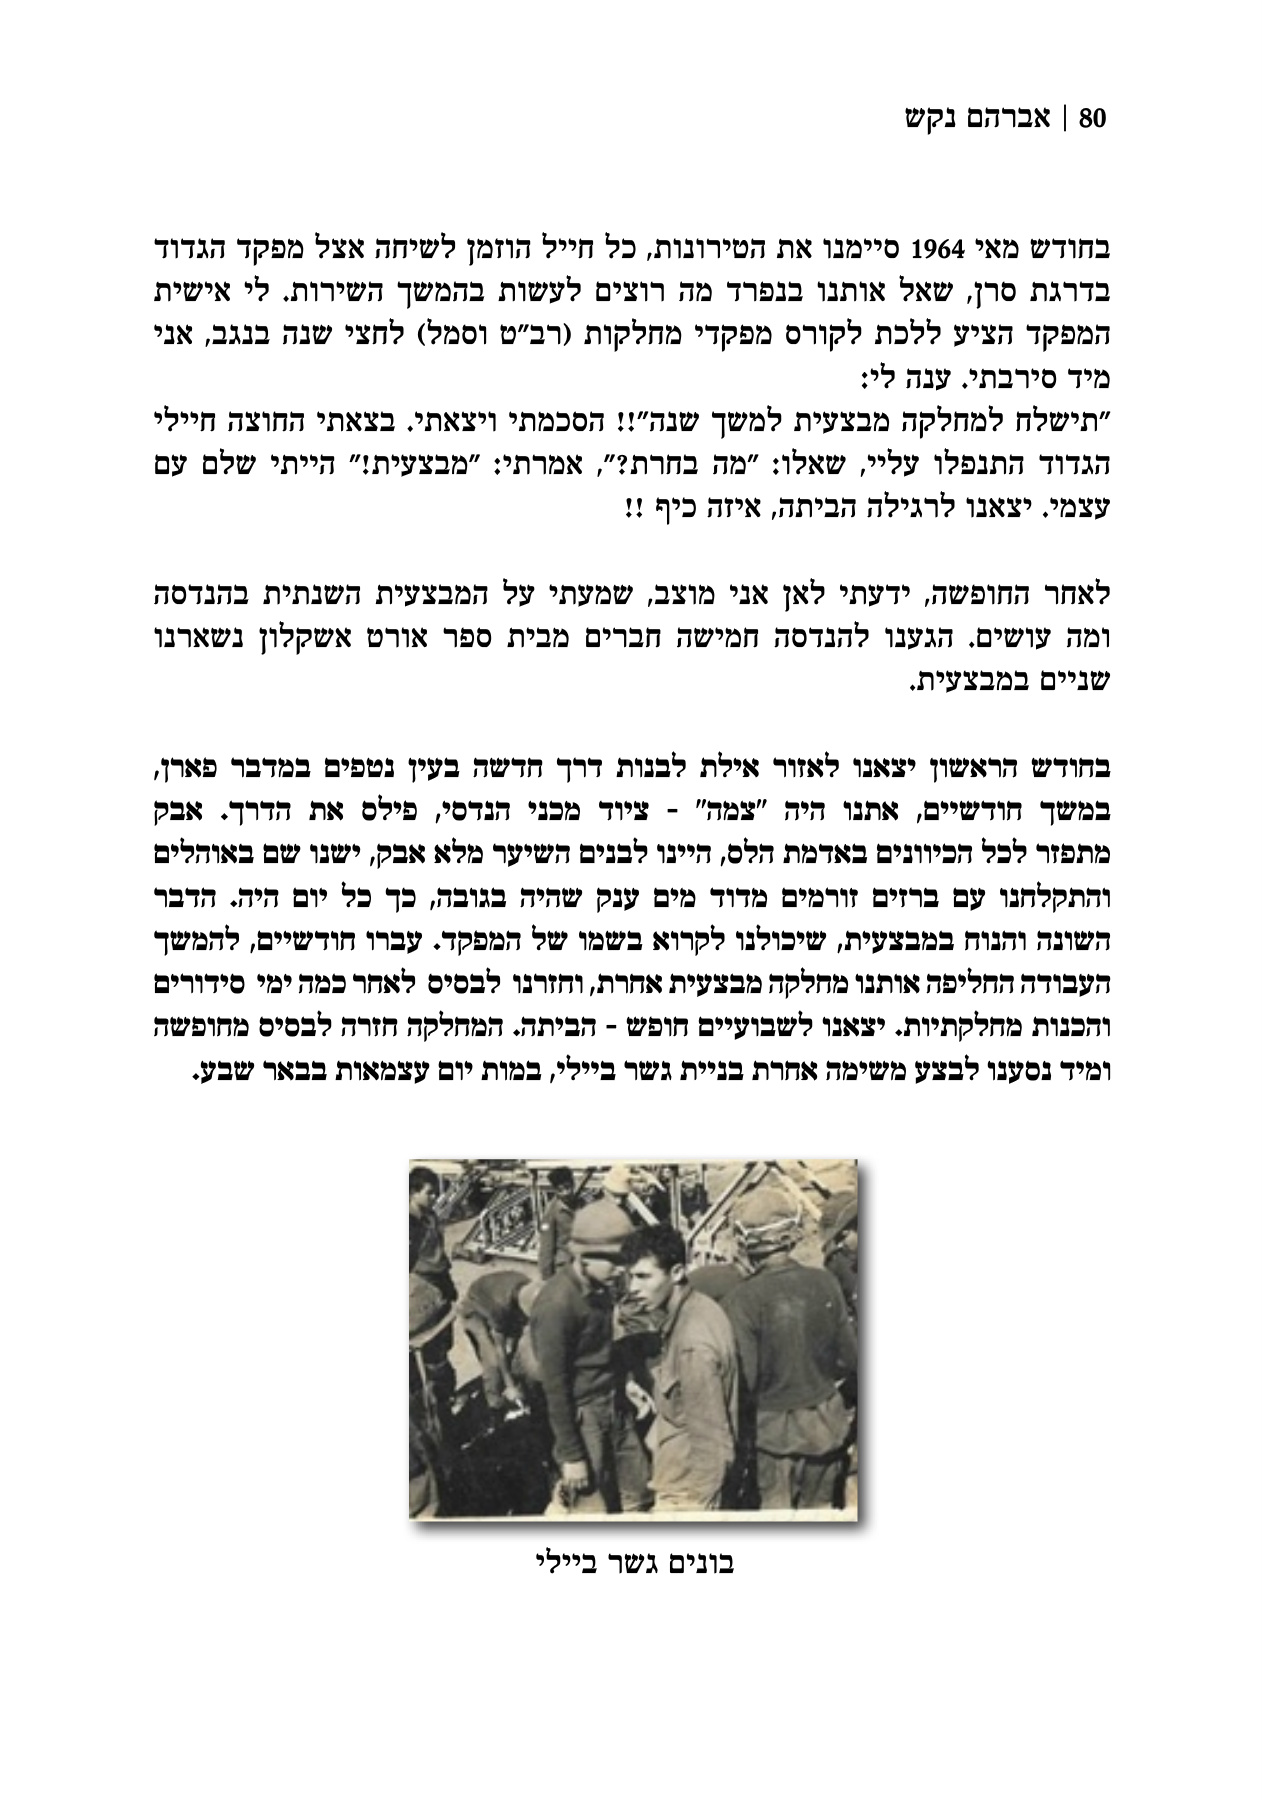 80 | אברהם נקש
בחודש מאי 1964 סיימנו את הטירונות, כל חייל הוזמן לשיחה אצל מפקד הגדוד
בדרגת סרן, שאל אותנו בנפרד מה רוצים לעשות בהמשך השירות. לי אישית
המפקד הציע ללכת לקורס מפקדי מחלקות (רב"ט וסמל) לחצי שנה בנגב, אני
מיד סירבתי. ענה לי:
"תישלח למחלקה מבצעית למשך שנה"!! הסכמתי ויצאתי. בצאתי החוצה חיילי
הגדוד התנפלו עליי, שאלו: "מה בחרת?", אמרתי: "מבצעית!" הייתי שלם עם
עצמי. יצאנו לרגילה הביתה, איזה כיף !!
לאחר החופשה, ידעתי לאן אני מוצב, שמעתי על המבצעית השנתית בהנדסה
ומה עושים. הגענו להנדסה חמישה חברים מבית ספר אורט אשקלון נשארנו
שניים במבצעית.
בחודש הראשון יצאנו לאזור אילת לבנות דרך חדשה בעין נטפים במדבר פארן,
במשך חודשיים, אתנו היה "צמה" - ציוד מכני הנדסי, פילס את הדרך. אבק
מתפזר לכל הכיוונים באדמת הלס, היינו לבנים השיער מלא אבק, ישנו שם באוהלים
והתקלחנו עם ברזים זורמים מדוד מים ענק שהיה בגובה, כך כל יום היה. הדבר
השונה והנוח במבצעית, שיכולנו לקרוא בשמו של המפקד. עברו חודשיים, להמשך
העבודה החליפה אותנו מחלקה מבצעית אחרת, וחזרנו לבסיס לאחר כמה ימי סידורים
והכנות מחלקתיות. יצאנו לשבועיים חופש - הביתה. המחלקה חזרה לבסיס מחופשה
ומיד נסענו לבצע משימה אחרת בניית גשר ביילי, במות יום עצמאות בבאר שבע.
בונים גשר ביילי